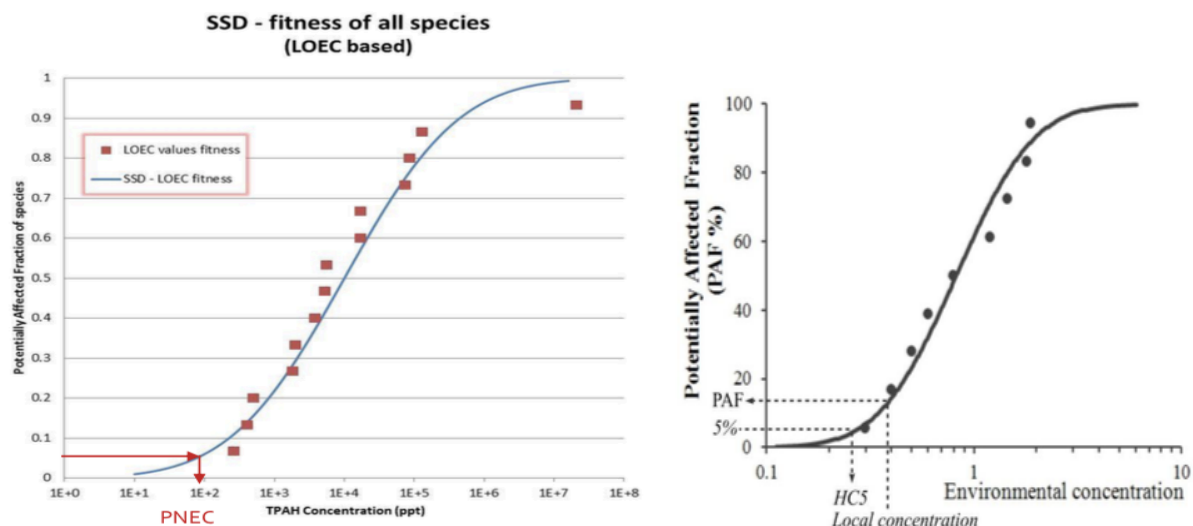 SSD - fitness of all species
(LOEC based)
Potentially Affected Fraction of species
1
0.9
0.8
0.7
0.6
0.5
0.4
0.3
0.2
0.1
0
LOEC values fitness
SSD - LOEC fitness
1E+0 1E+1 1E+2 1E+3 1E+4 1E+5 1E+6 1E+7 1E+8
PNEC
TPAH Concentration (ppt)
Potentially Affected Fraction
(PAF %)
100
80
60
40
20
PAF
5%
0
0.1 1 10
HC5
Environmental concentration
Local concentration